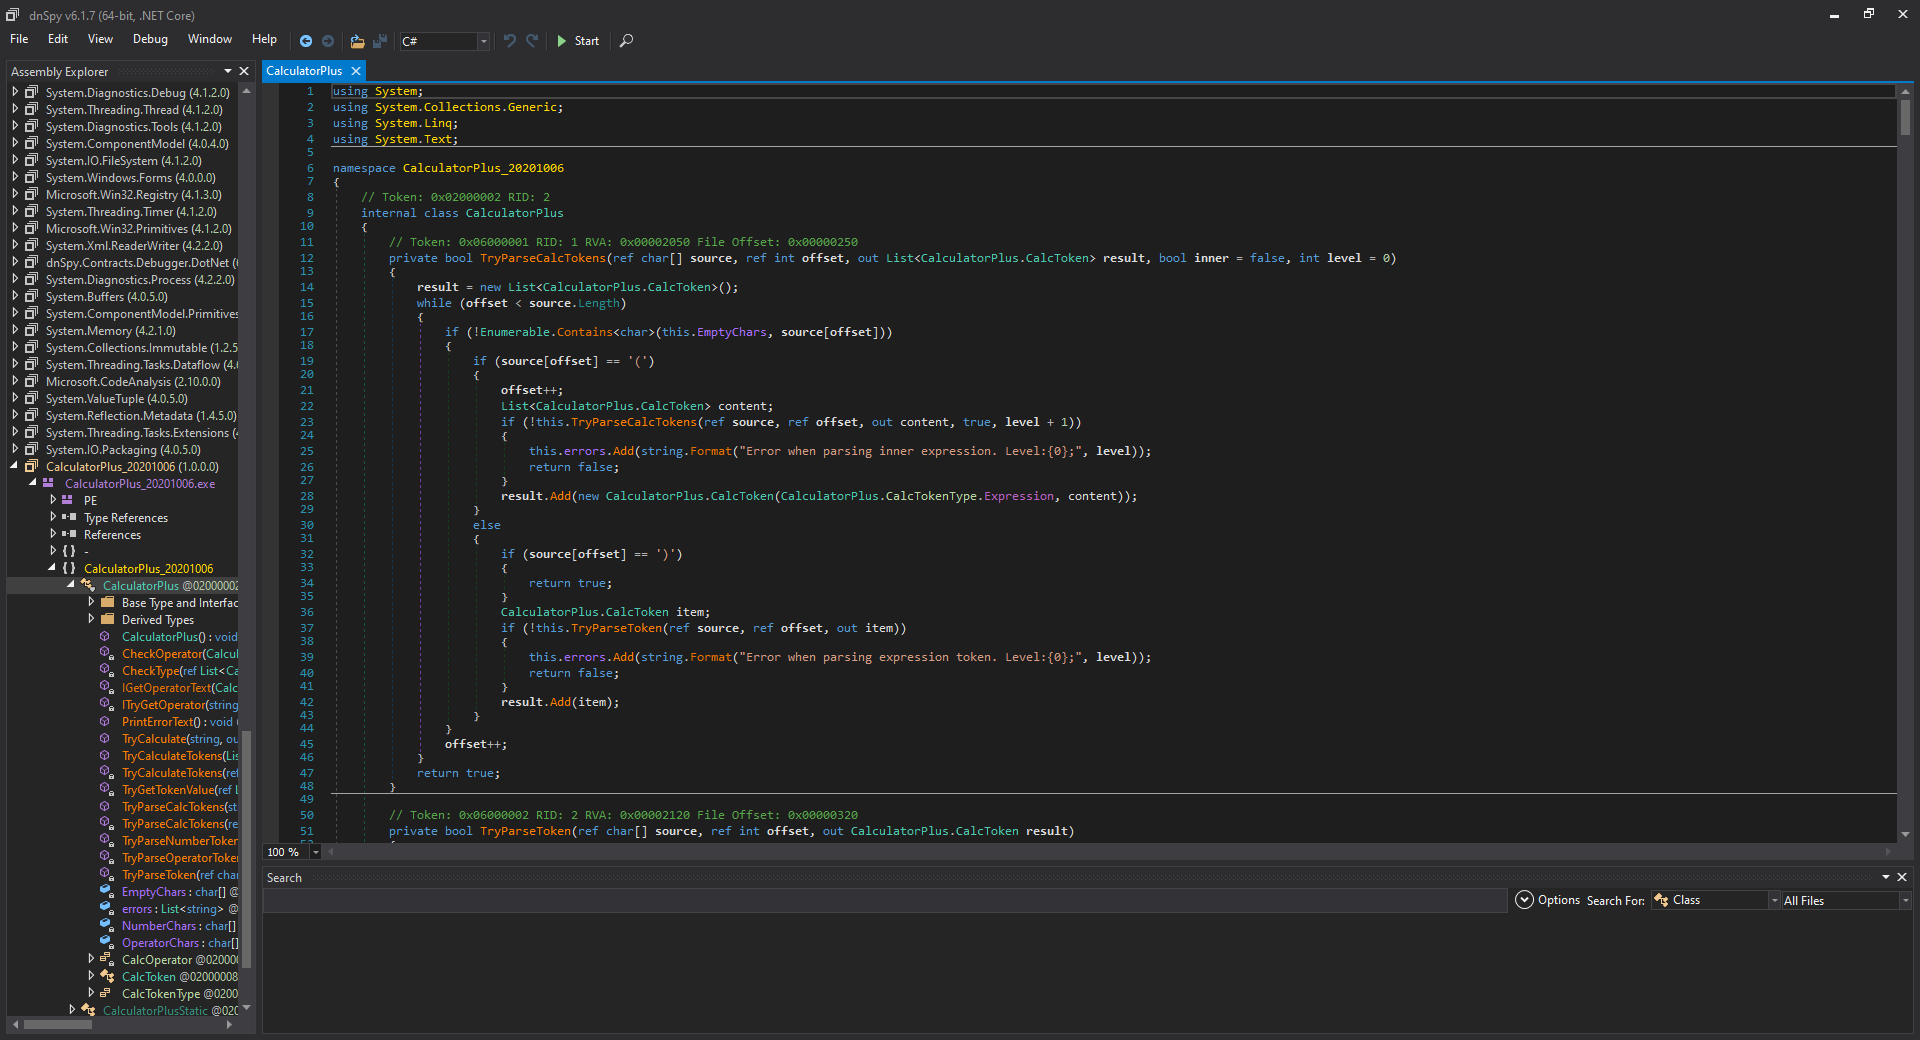 dnSpy v6.1.7 (64-bit, .NET Core)
File Edit View Debug Window Help C# Start
Assembly Explorer
System.Diagnostics.Debug (4.1.2.0)
System.Threading.Thread (4.1.2.0)
System.Diagnostics.Tools (4.1.2.0)
System.ComponentModel (4.0.4.0)
System.IO.FileSystem (4.1.2.0)
System.Windows.Forms (4.0.0.0)
Microsoft.Win32.Registry (4.1.3.0)
System.Threading.Timer (4.1.2.0)
Microsoft.Win32.Primitives (4.1.2.0)
System.Xml.ReaderWriter (4.2.2.0)
dnSpy.Contracts.Debugger.DotNet (
System.Diagnostics.Process (4.2.2.0)
System.Buffers (4.0.5.0)
System.ComponentModel.Primitives
System.Memory (4.2.1.0)
System.Collections.Immutable (1.2.5
System.Threading.Tasks.Dataflow (4.
Microsoft.CodeAnalysis (2.10.0.0)
System.ValueTuple (4.0.5.0)
System.Reflection.Metadata (1.4.5.0)
System.Threading.Tasks.Extensions (
System.IO.Packaging (4.0.5.0)
CalculatorPlus_20201006 (1.0.0.0)
CalculatorPlus_20201006.exe
PE
Type References
References
{ } -
{ } CalculatorPlus_20201006
CalculatorPlus @02000002
Base Type and Interfac
Derived Types
CalculatorPlus() : void
CheckOperator(Calcul
CheckType(ref List<Ca
IGetOperatorText(Calc
ITryGetOperator(string
PrintErrorText() : void
TryCalculate(string, ou
TryCalculateTokens(Lis
TryCalculateTokens(ref
TryGetTokenValue(ref
TryParseCalcTokens(st
TryParseCalcTokens(re
TryParseNumberToken
TryParseOperatorToke
TryParseToken(ref char
EmptyChars : char[] @
errors : List<string> @
NumberChars : char[]
OperatorChars : char[]
CalcOperator @020000
CalcToken @02000008
CalcTokenType @0200
CalculatorPlusStatic @020
CalculatorPlus
1 using System;
2 using System.Collections.Generic;
3 using System.Linq;
4 using System.Text;
5
6 namespace CalculatorPlus_20201006
7 {
8 // Token: 0x02000002 RID: 2
9 internal class CalculatorPlus
10 {
11 // Token: 0x06000001 RID: 1 RVA: 0x00002050 File Offset: 0x00000250
12 private bool TryParseCalcTokens(ref char[] source, ref int offset, out List<CalculatorPlus.CalcToken> result, bool inner = false, int level = 0)
13 {
14 result = new List<CalculatorPlus.CalcToken>();
15 while (offset < source.Length)
16 {
17 if (!Enumerable.Contains<char>(this.EmptyChars, source[offset]))
18 {
19 if (source[offset] == '(')
20 {
21 offset++;
22 List<CalculatorPlus.CalcToken> content;
23 if (!this.TryParseCalcTokens(ref source, ref offset, out content, true, level + 1))
24 {
25 this.errors.Add(string.Format("Error when parsing inner expression. Level:{0};", level));
26 return false;
27 }
28 result.Add(new CalculatorPlus.CalcToken(CalculatorPlus.CalcTokenType.Expression, content));
29 }
30 else
31 {
32 if (source[offset] == ')')
33 {
34 return true;
35 }
36 CalculatorPlus.CalcToken item;
37 if (!this.TryParseToken(ref source, ref offset, out item))
38 {
39 this.errors.Add(string.Format("Error when parsing expression token. Level:{0};", level));
40 return false;
41 }
42 result.Add(item);
43 }
44 }
45 offset++;
46 }
47 return true;
48 }
49
50 // Token: 0x06000002 RID: 2 RVA: 0x00002120 File Offset: 0x00000320
51 private bool TryParseToken(ref char[] source, ref int offset, out CalculatorPlus.CalcToken result)
100 %
Search
Options Search For: Class All Files